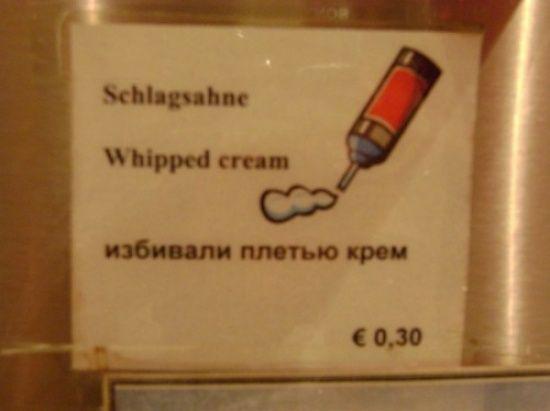 Schlagsahne
Whipped cream
избивали плетью крем
€ 0,30